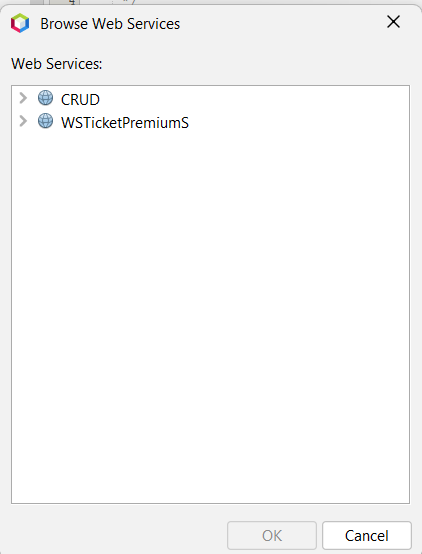 Browse Web Services
Web Services:
CRUD
WSTicketPremiumS
OK
Cancel